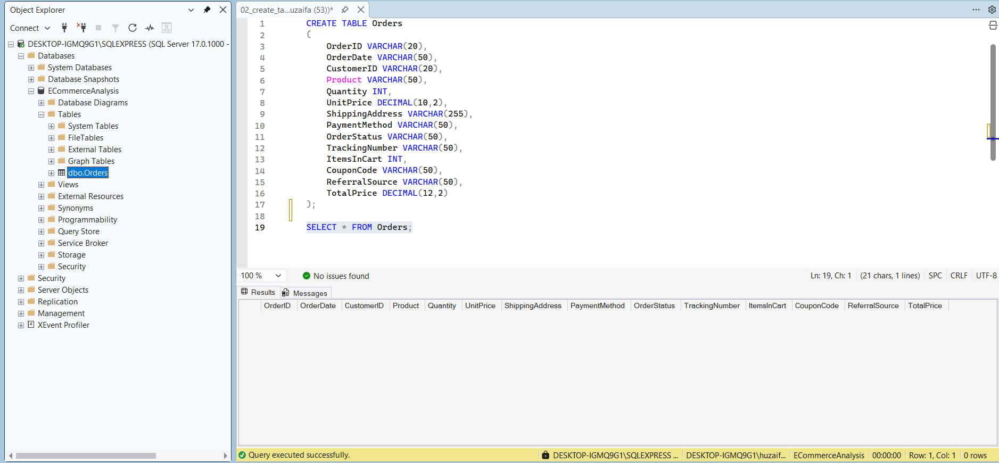 Object Explorer
Connect
DESKTOP-IGMQ9G1\SQLEXPRESS (SQL Server 17.0.1000 -
Databases
System Databases
Database Snapshots
ECommerceAnalysis
Database Diagrams
Tables
System Tables
FileTables
External Tables
Graph Tables
dbo.Orders
Views
External Resources
Synonyms
Programmability
Query Store
Service Broker
Storage
Security
Security
Server Objects
Replication
Management
XEvent Profiler
02_create_ta...uzaifa (53))*
1 CREATE TABLE Orders
2 (
3 OrderID VARCHAR(20),
4 OrderDate VARCHAR(50),
5 CustomerID VARCHAR(20),
6 Product VARCHAR(50),
7 Quantity INT,
8 UnitPrice DECIMAL(10,2),
9 ShippingAddress VARCHAR(255),
10 PaymentMethod VARCHAR(50),
11 OrderStatus VARCHAR(50),
12 TrackingNumber VARCHAR(50),
13 ItemsInCart INT,
14 CouponCode VARCHAR(50),
15 ReferralSource VARCHAR(50),
16 TotalPrice DECIMAL(12,2)
17 );
18
19 SELECT * FROM Orders;
100 % No issues found Ln: 19, Ch: 1 (21 chars, 1 lines) SPC CRLF UTF-8
Results Messages
OrderID OrderDate CustomerID Product Quantity UnitPrice ShippingAddress PaymentMethod OrderStatus TrackingNumber ItemsInCart CouponCode ReferralSource TotalPrice
Query executed successfully. DESKTOP-IGMQ9G1\SQLEXPRESS ... DESKTOP-IGMQ9G1\huzaif... ECommerceAnalysis 00:00:00 Row: 1, Col: 1 0 rows